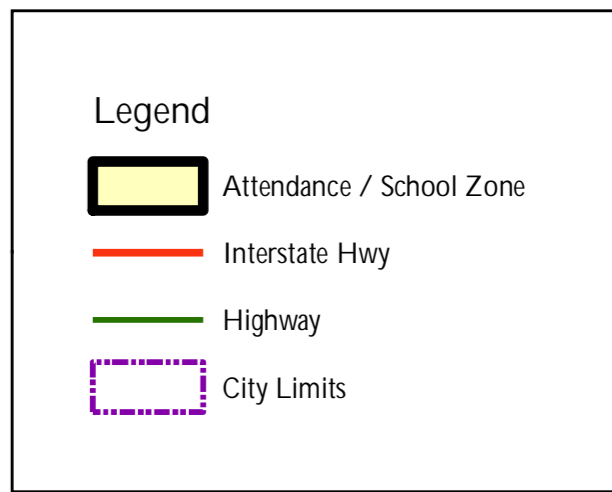 Legend
Attendance / School Zone
Interstate Hwy
Highway
City Limits